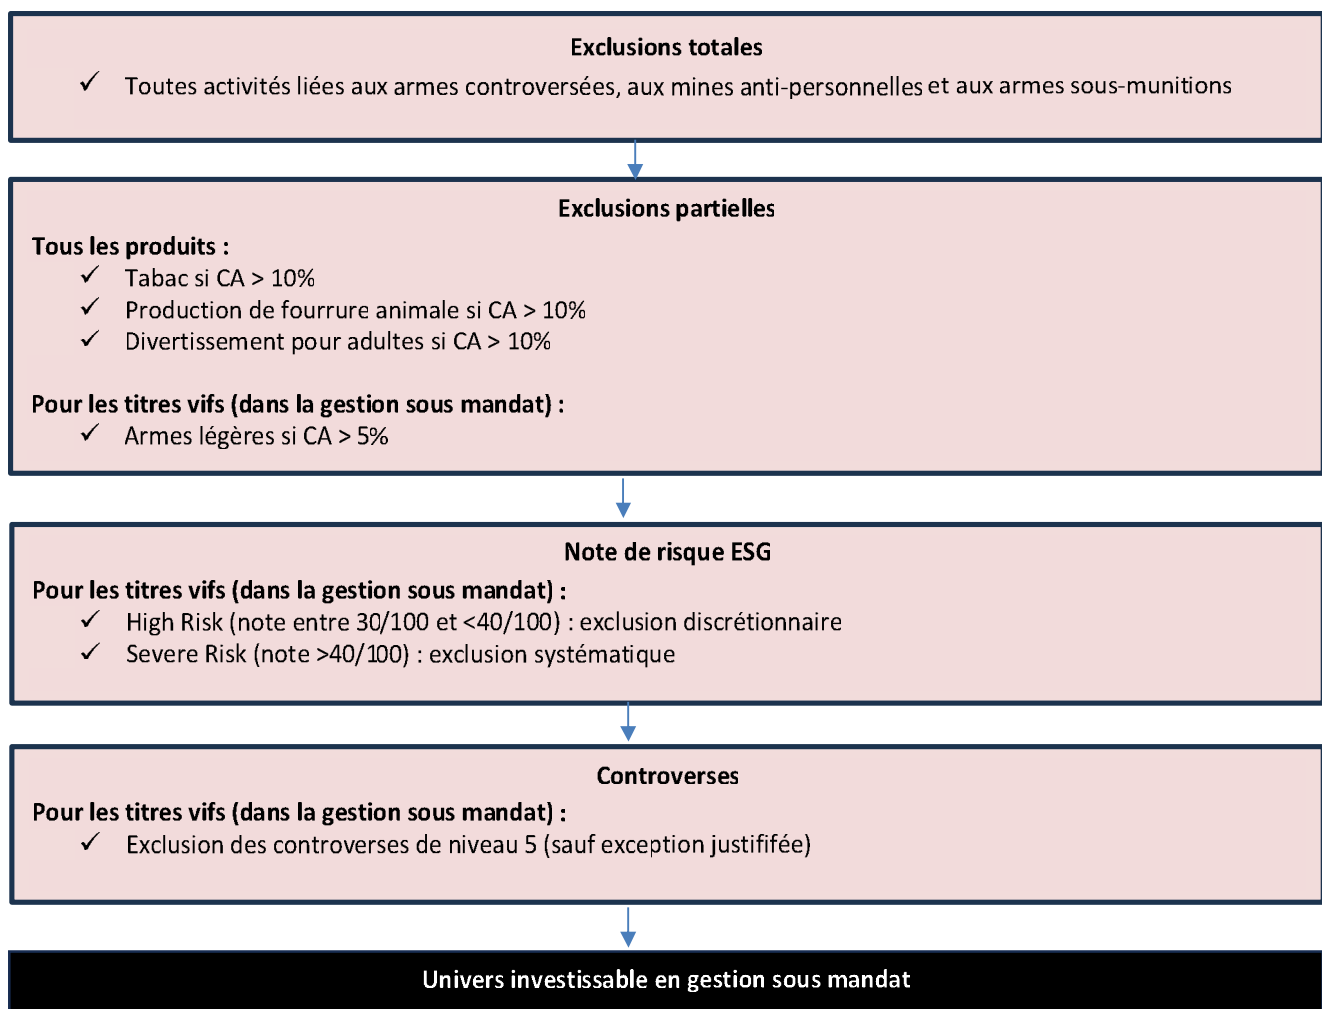 Exclusions totales
✓ Toutes activités liées aux armes controversées, aux mines anti-personnelles et aux armes sous-munitions
Exclusions partielles
Tous les produits :
✓ Tabac si CA > 10%
✓ Production de fourrure animale si CA > 10%
✓ Divertissement pour adultes si CA > 10%
Pour les titres vifs (dans la gestion sous mandat) :
✓ Armes légères si CA > 5%
Note de risque ESG
Pour les titres vifs (dans la gestion sous mandat) :
✓ High Risk (note entre 30/100 et <40/100) : exclusion discrétionnaire
✓ Severe Risk (note >40/100) : exclusion systématique
Controverses
Pour les titres vifs (dans la gestion sous mandat) :
✓ Exclusion des controverses de niveau 5 (sauf exception justififée)
Univers investissable en gestion sous mandat